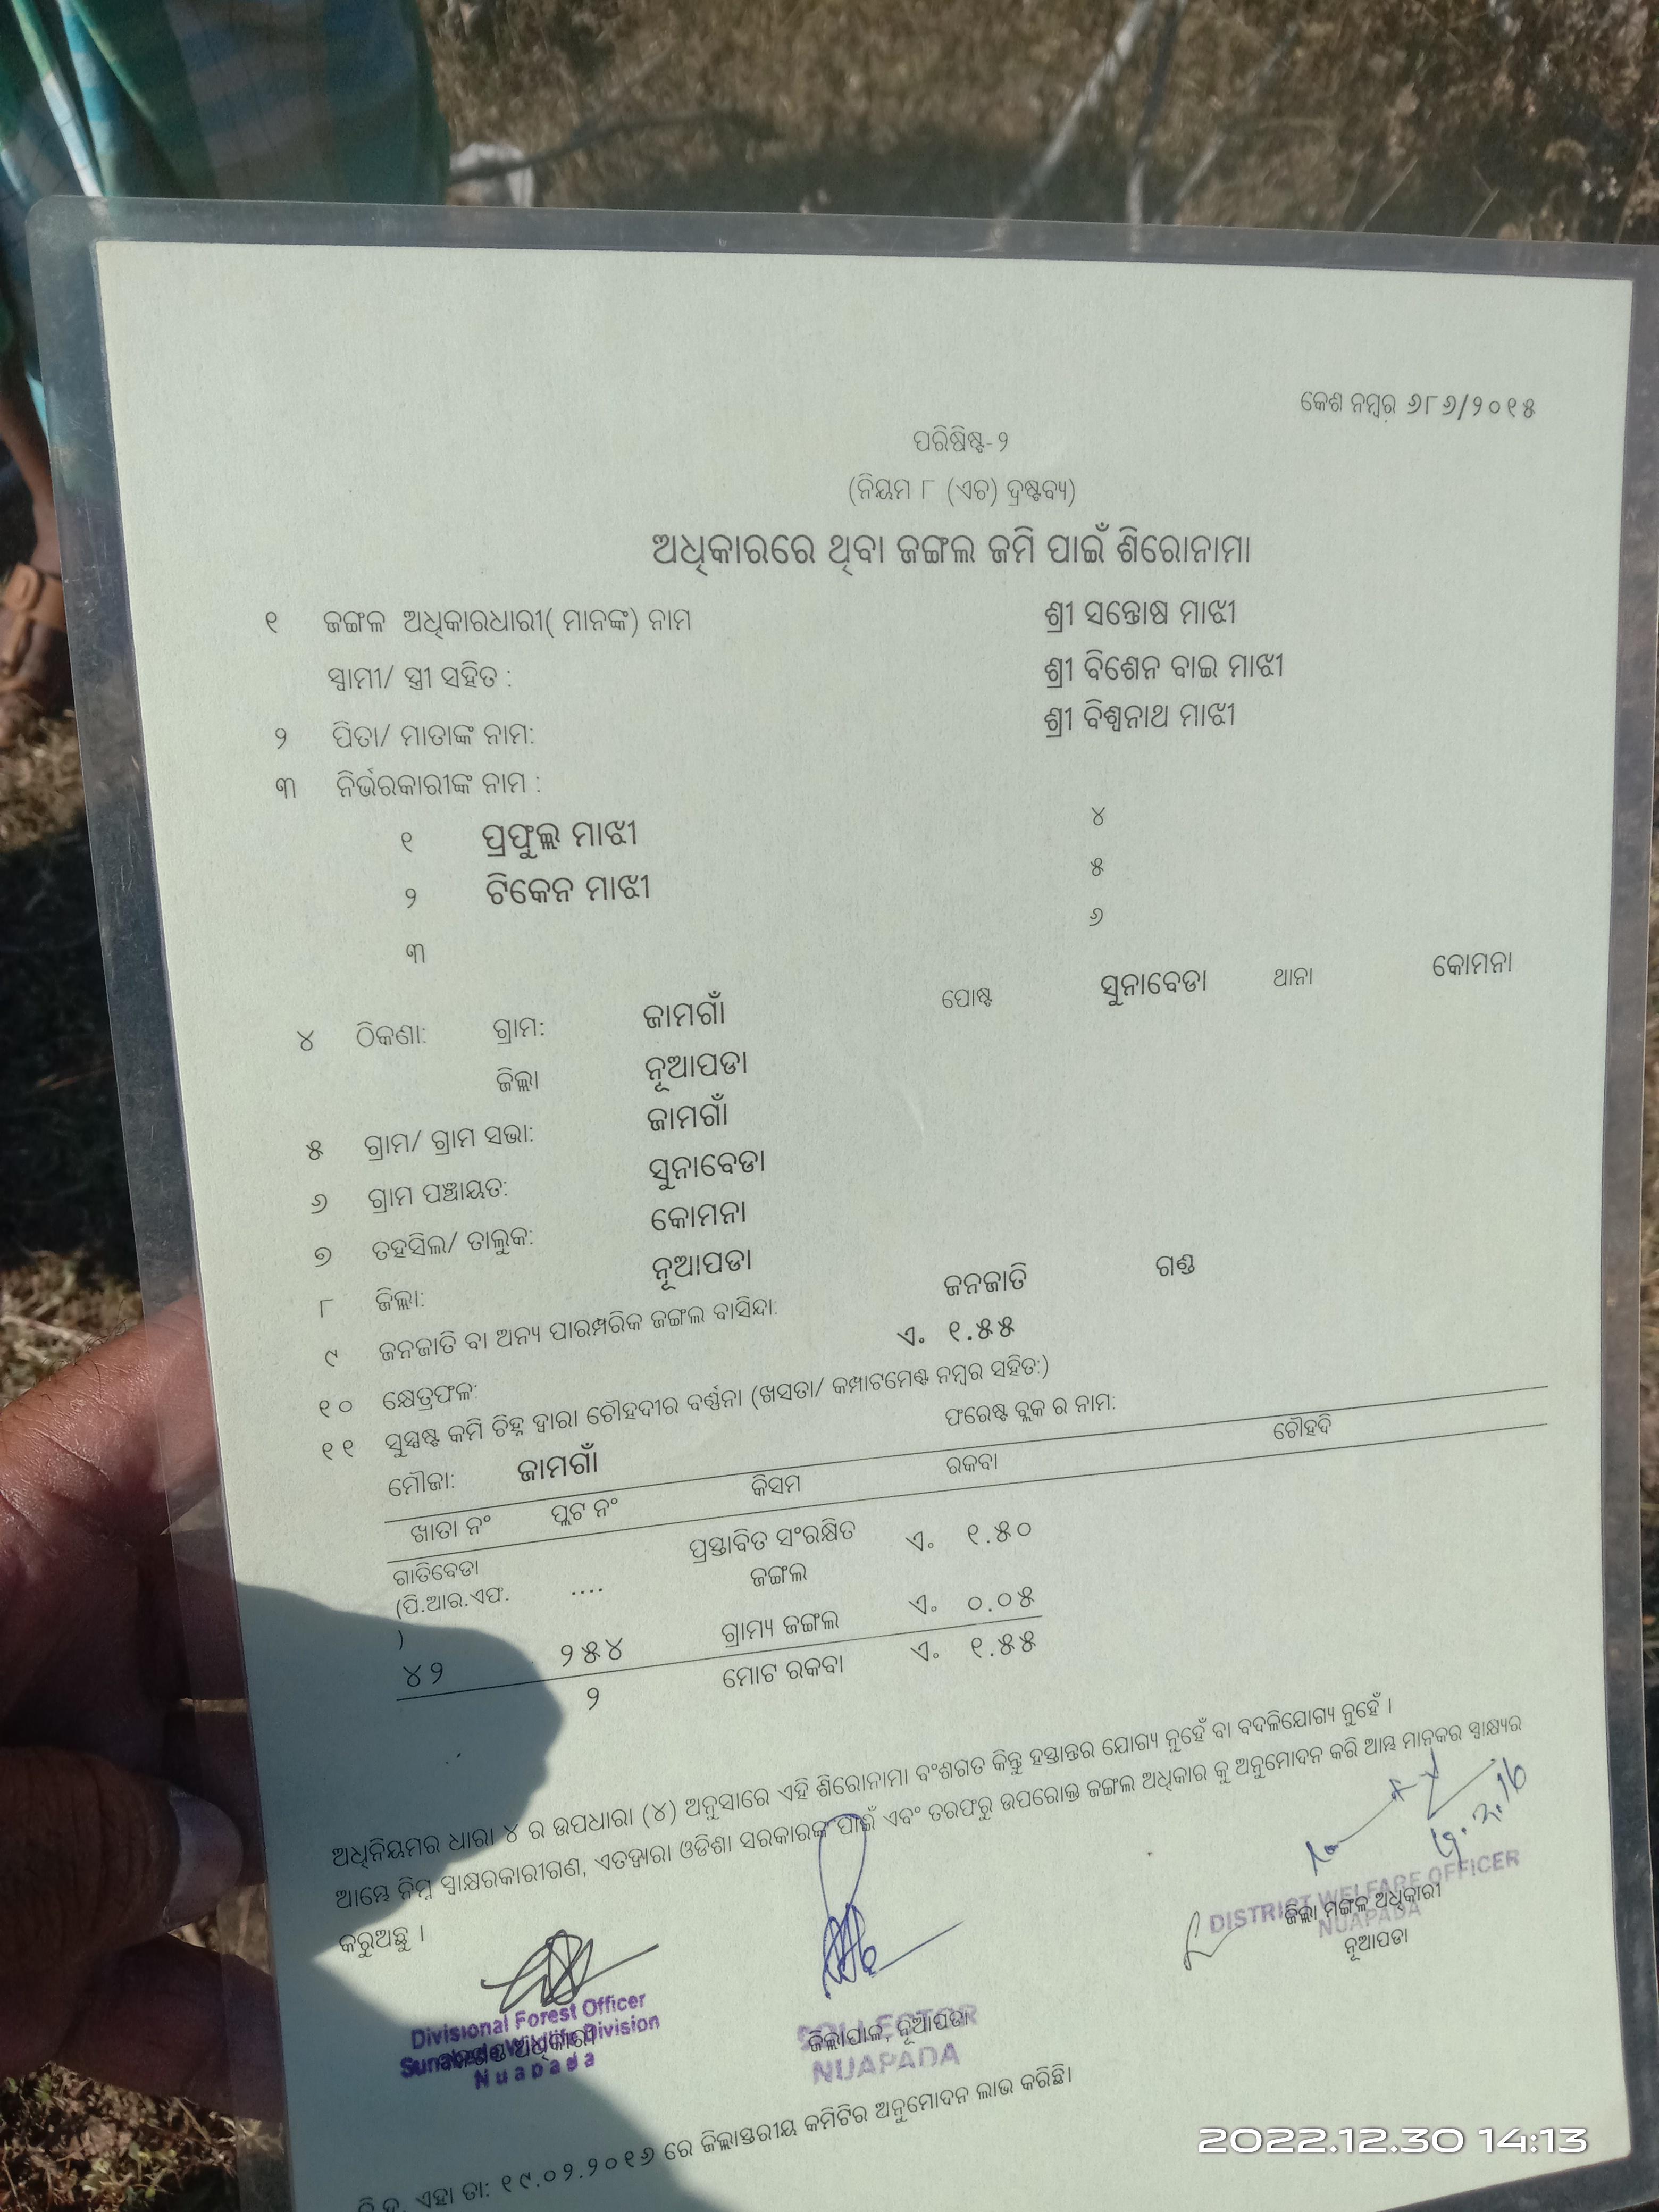 କେଶ ନମ୍ବର ୬୮୬/୨୦୧୫
ପରିଷିଷ୍ଟ-୨
(ନିୟମ ୮ (ଏଚ) ଦ୍ରଷ୍ଟବ୍ୟ)
ଅଧିକାରରେ ଥିବା ଜଙ୍ଗଲ ଜମି ପାଇଁ ଶିରୋନାମା
୧ ଜଙ୍ଗଳ ଅଧିକାରଧାରୀ( ମାନଙ୍କ) ନାମ ଶ୍ରୀ ସନ୍ତୋଷ ମାଝୀ
ସ୍ୱାମୀ/ ସ୍ତ୍ରୀ ସହିତ : ଶ୍ରୀ ବିଶେନ ବାଇ ମାଝୀ
୨ ପିତା/ ମାତାଙ୍କ ନାମ: ଶ୍ରୀ ବିଶ୍ୱନାଥ ମାଝୀ
୩ ନିର୍ଭରକାରୀଙ୍କ ନାମ :
୧ ପ୍ରଫୁଲ୍ଲ ମାଝୀ ୪
୨ ଟିକେନ ମାଝୀ ୫
୩ ୬
୪ ଠିକଣା: ଗ୍ରାମ: ଜାମଗାଁ ପୋଷ୍ଟ ସୁନାବେଡା ଥାନା କୋମନା
ଜିଲ୍ଲା ନୂଆପଡା
୫ ଗ୍ରାମ/ ଗ୍ରାମ ସଭା: ଜାମଗାଁ
୬ ଗ୍ରାମ ପଞ୍ଚାୟତ: ସୁନାବେଡା
୭ ତହସିଲ/ ତାଲୁକ: କୋମନା
୮ ଜିଲ୍ଲା: ନୂଆପଡା
୯ ଜନଜାତି ବା ଅନ୍ୟ ପାରମ୍ପରିକ ଜଙ୍ଗଲ ବାସିନ୍ଦା: ଜନଜାତି ଗଣ୍ଡ
୧୦ କ୍ଷେତ୍ରଫଳ: ଏ. ୧.୫୫
୧୧ ସୁସ୍ପଷ୍ଟ ଜମି ଚିହ୍ନ ଦ୍ୱାରା ଚୌହଦୀର ବର୍ଣ୍ଣନା (ଖସଡା/ କମ୍ପାଟମେଣ୍ଟ ନମ୍ବର ସହିତ:)
ମୌଜା: ଜାମଗାଁ ଫରେଷ୍ଟ ବ୍ଲକ ର ନାମ:
ଖାତା ନଂ ପ୍ଲଟ ନଂ କିସମ ରକବା ଚୌହଦି
ଗାତିବେଡା .... ପ୍ରସ୍ତାବିତ ସଂରକ୍ଷିତ ଏ. ୧.୫୦
(ପି.ଆର.ଏଫ. ଜଙ୍ଗଲ
)
୪୨ ୨୫୪ ଗ୍ରାମ୍ୟ ଜଙ୍ଗଲ ଏ. ୦.୦୫
୨ ମୋଟ ରକବା ଏ. ୧.୫୫
ଅଧିନିୟମର ଧାରା ୪ ର ଉପଧାରା (୪) ଅନୁସାରେ ଏହି ଶିରୋନାମା ବଂଶଗତ କିନ୍ତୁ ହସ୍ତାନ୍ତର ଯୋଗ୍ୟ ନୁହେଁ ବା ବଦଳିଯୋଗ୍ୟ ନୁହେଁ ।
ଆମ୍ଭେ ନିମ୍ନ ସ୍ୱାକ୍ଷରକାରୀଗଣ, ଏତଦ୍ୱାରା ଓଡିଶା ସରକାରଙ୍କ ପାଇଁ ଏବଂ ତରଫରୁ ଉପରୋକ୍ତ ଜଙ୍ଗଲ ଅଧିକାର କୁ ଅନୁମୋଦନ କରି ଆମ୍ଭ ମାନଙ୍କର ସ୍ୱାକ୍ଷ୍ୟର
କରୁଅଛୁ ।
DISTRICT WELFARE OFFICER
NUAPADA
ଜିଲ୍ଲା ମଙ୍ଗଳ ଅଧିକାରୀ
ନୂଆପଡା
Divisional Forest Officer
Sunabeda Wildlife Division
Nuapada
COLLECTOR
NUAPADA
ଜିଲ୍ଲାପାଳ, ନୂଆପଡା
ବି.ଦ୍ର. ଏହା ତା: ୧୯.୦୨.୨୦୧୬ ରେ ଜିଲ୍ଲାସ୍ତରୀୟ କମିଟିର ଅନୁମୋଦନ ଲାଭ କରିଛି।
2022.12.30 14:13